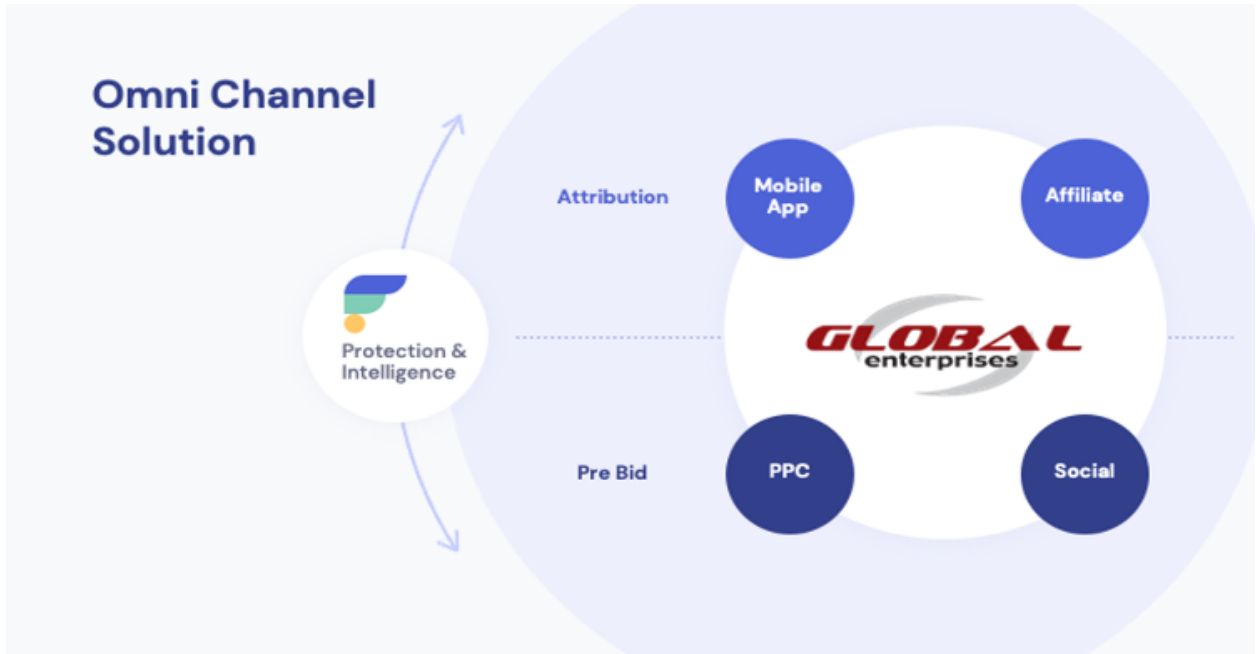 Omni Channel
Solution
Attribution
Mobile
App
Affiliate
Protection &
Intelligence
GLOBAL
enterprises
Pre Bid
PPC
Social